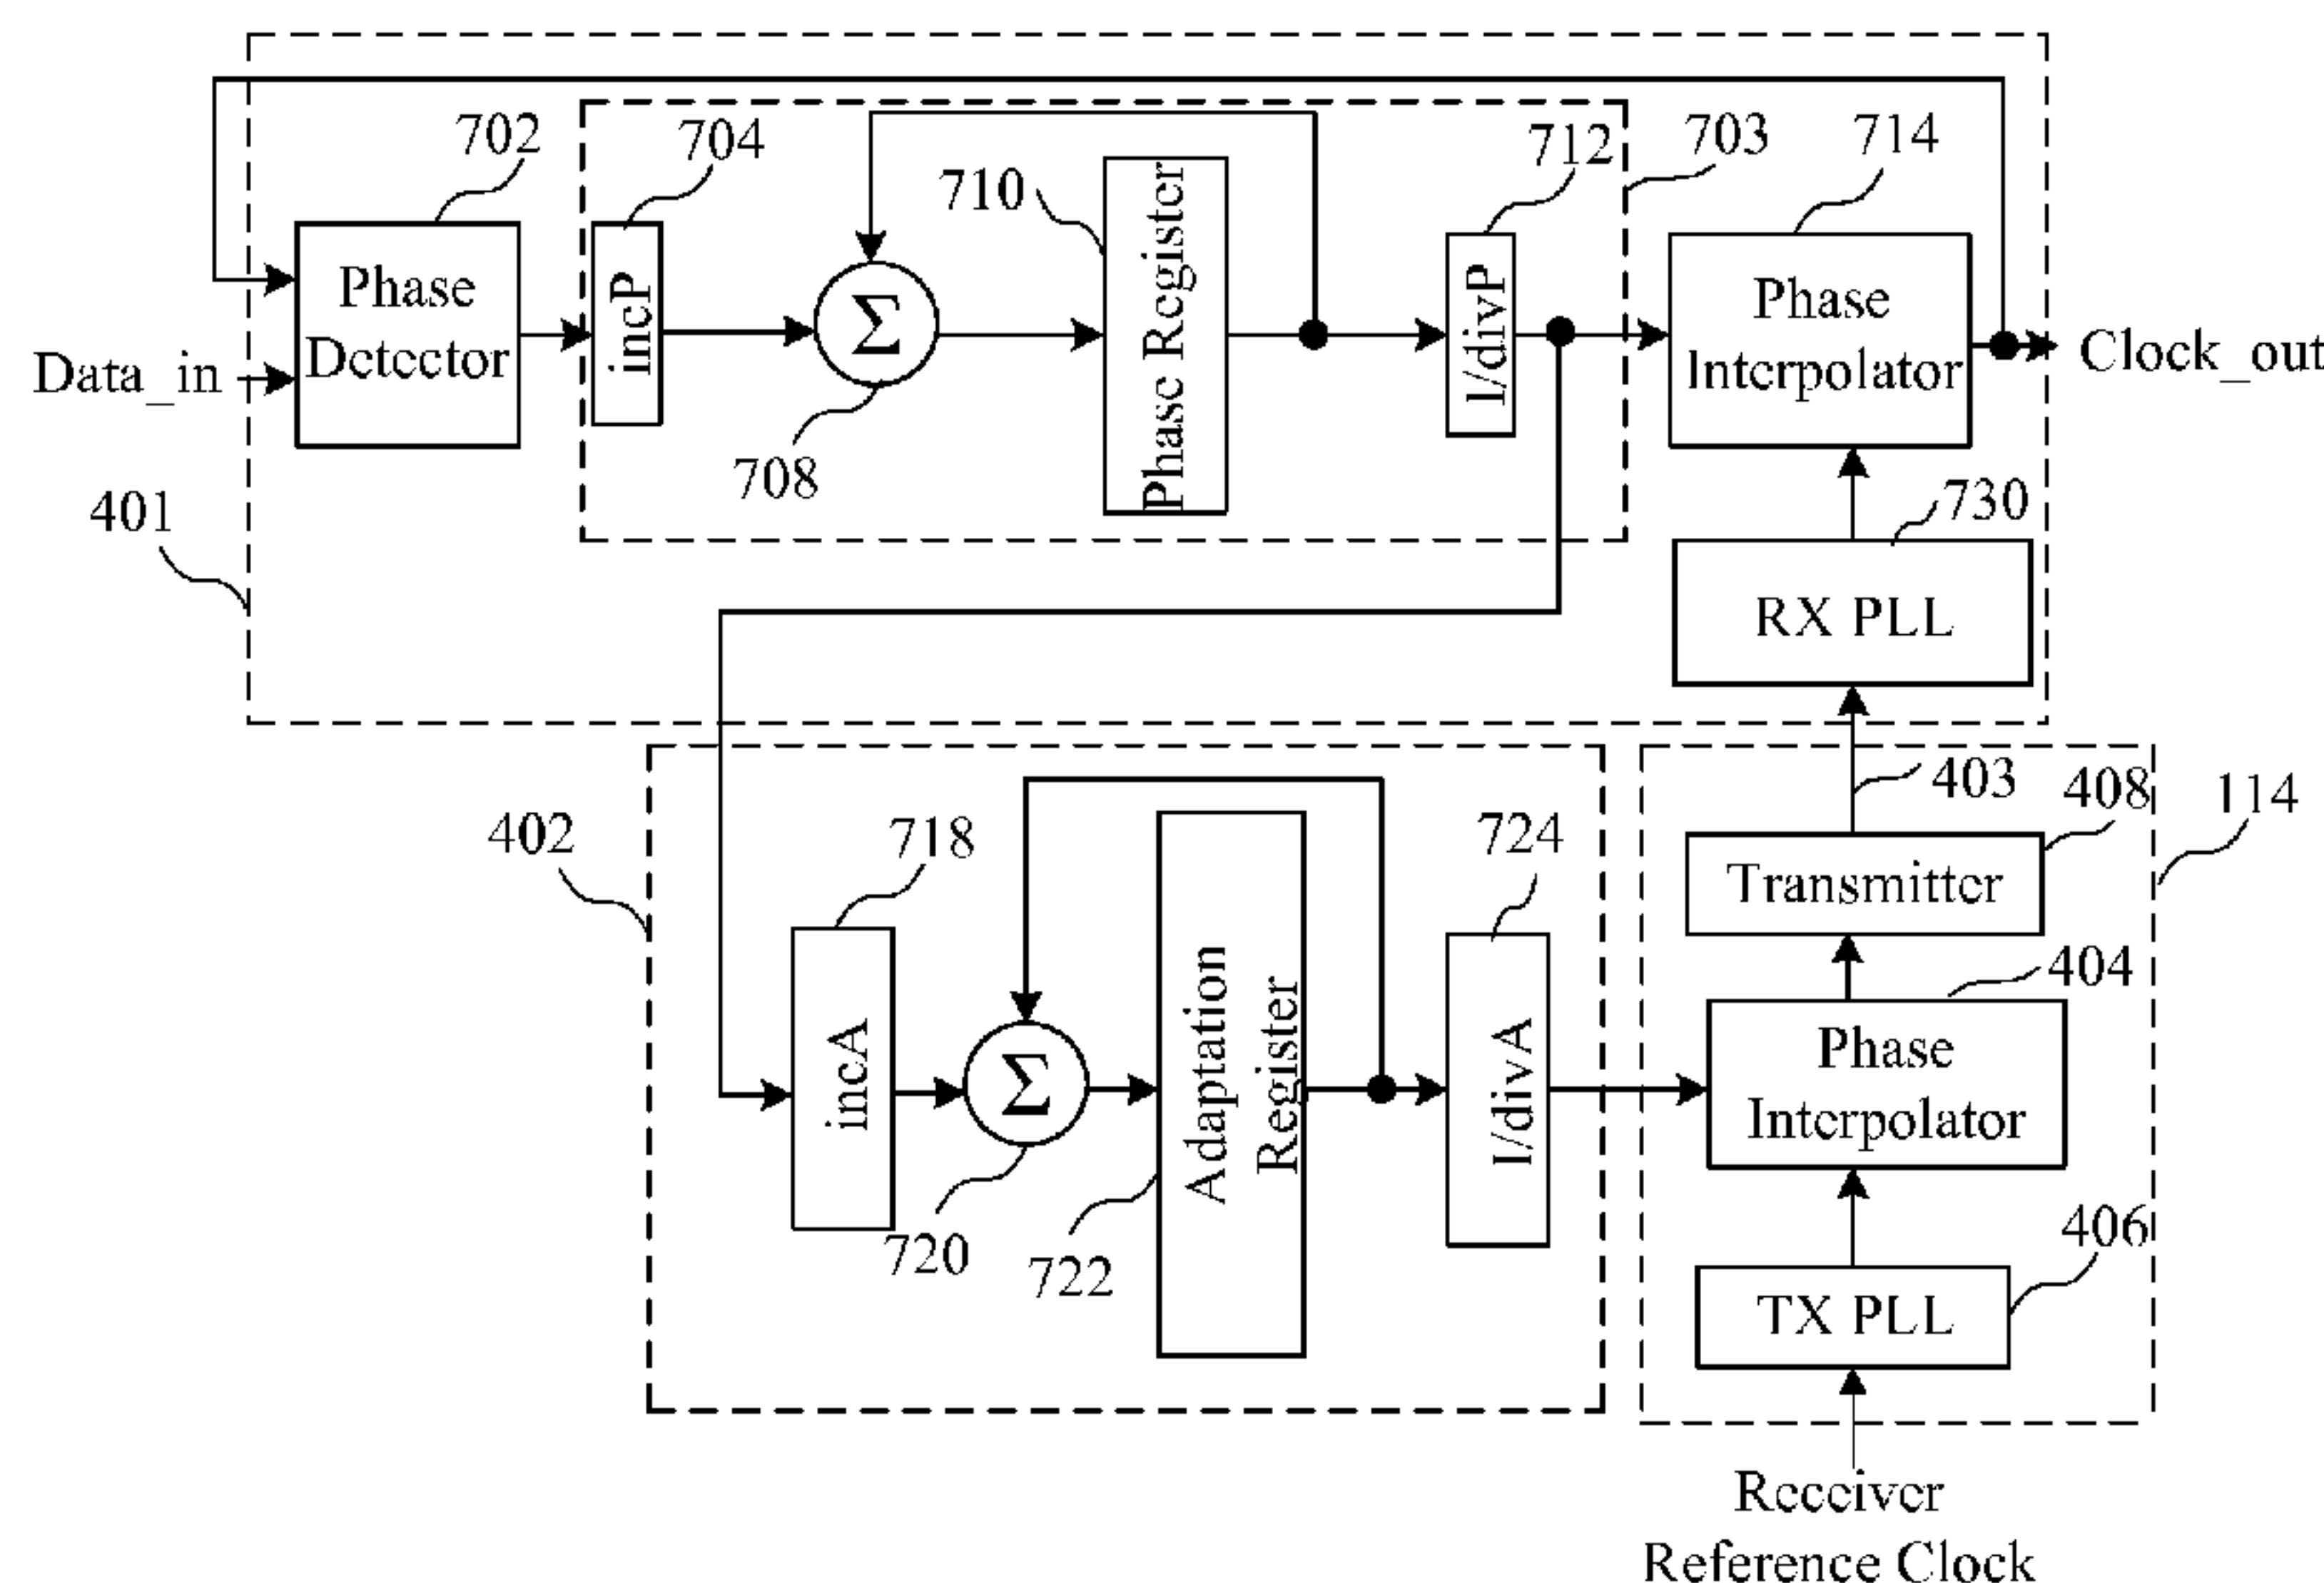 702
704
710
712
703
714
Phase
Detector
incP
Σ
Phase Register
I/divP
Phase
Interpolator
Data_in
Clock_out
708
401
730
RX PLL
403
408
114
402
718
724
Transmitter
404
incA
Σ
Adaptation
Register
I/divA
Phase
Interpolator
720
722
406
TX PLL
Receiver
Reference Clock